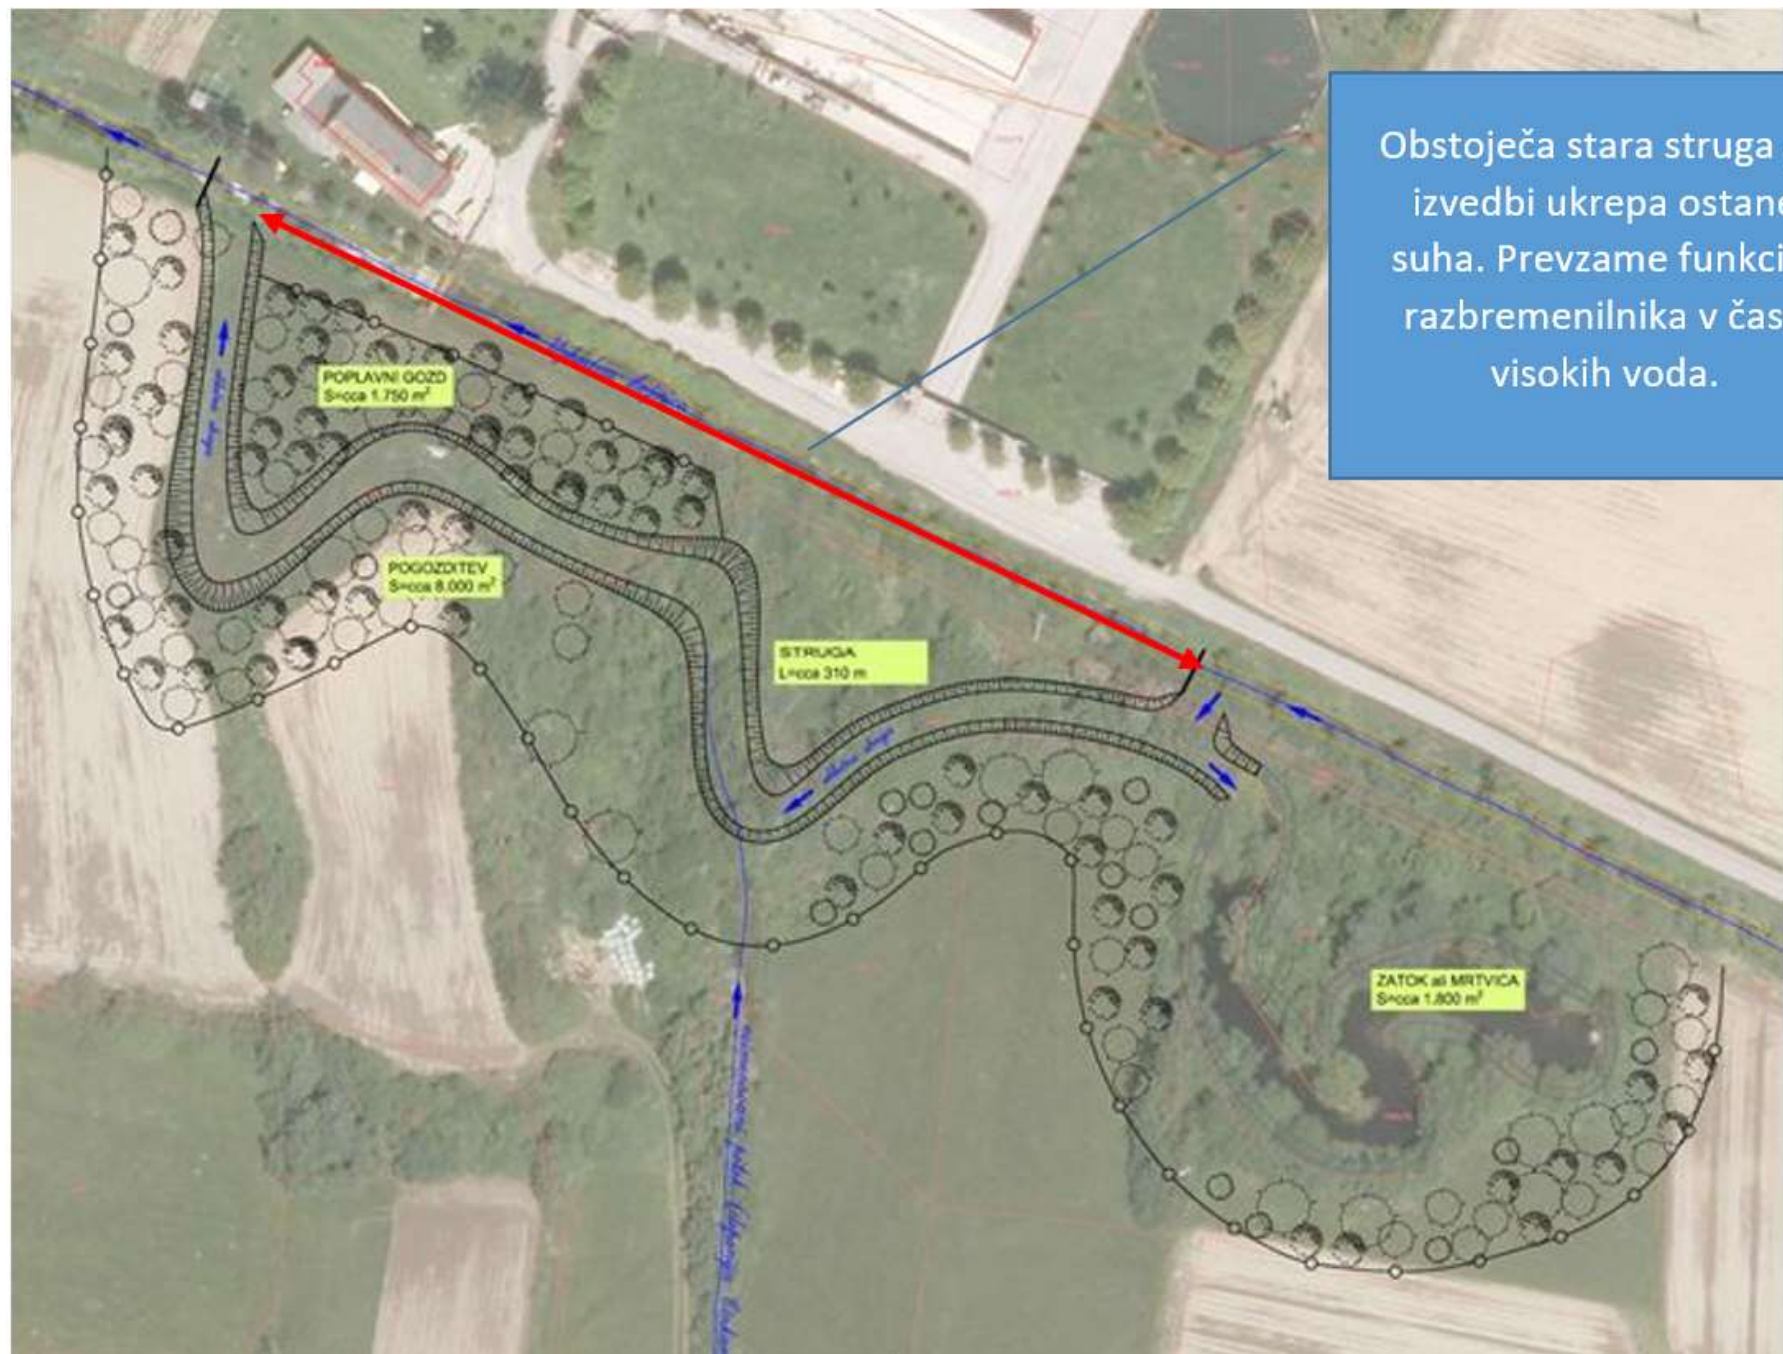 Obstoječa stara struga
izvedbi ukrepa ostane
suha. Prevzame funkci
razbremenilnika v čas
visokih voda.
POPLAVNI GOZD
S=cca 1.750 m²
POGOZDITEV
S=cca 8.000 m²
STRUGA
L=cca 310 m
ZATOK ali MRTVICA
S=cca 1.800 m²